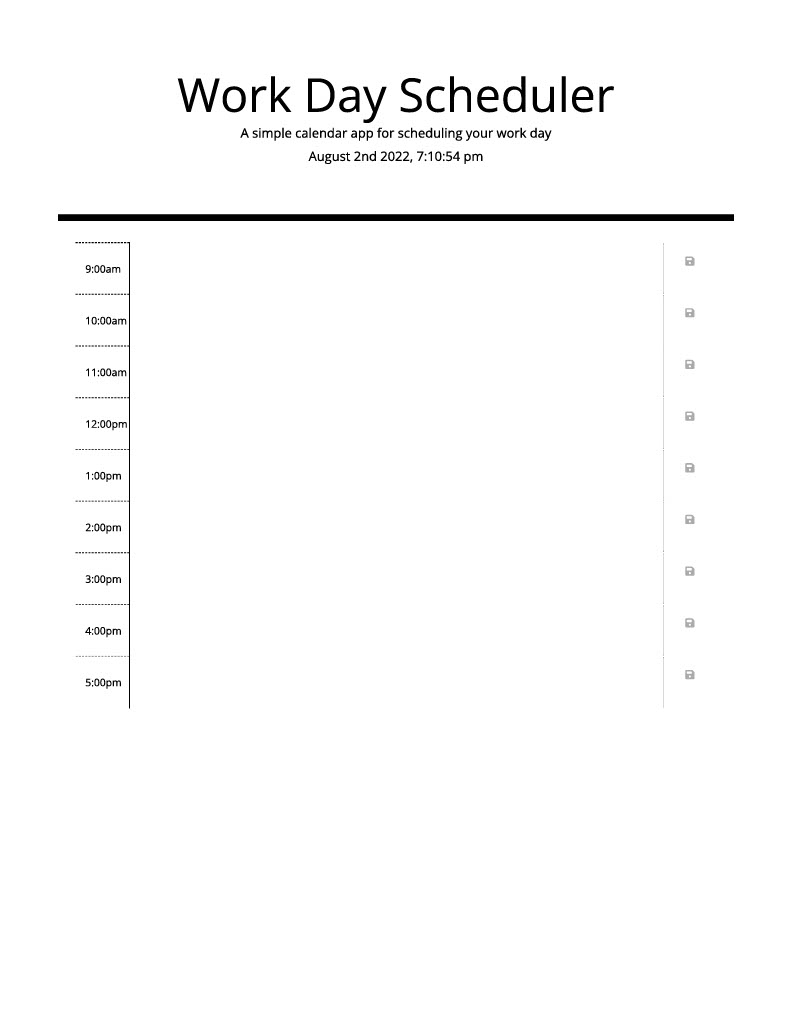 Work Day Scheduler
A simple calendar app for scheduling your work day
August 2nd 2022, 7:10:54 pm
9:00am
10:00am
11:00am
12:00pm
1:00pm
2:00pm
3:00pm
4:00pm
5:00pm